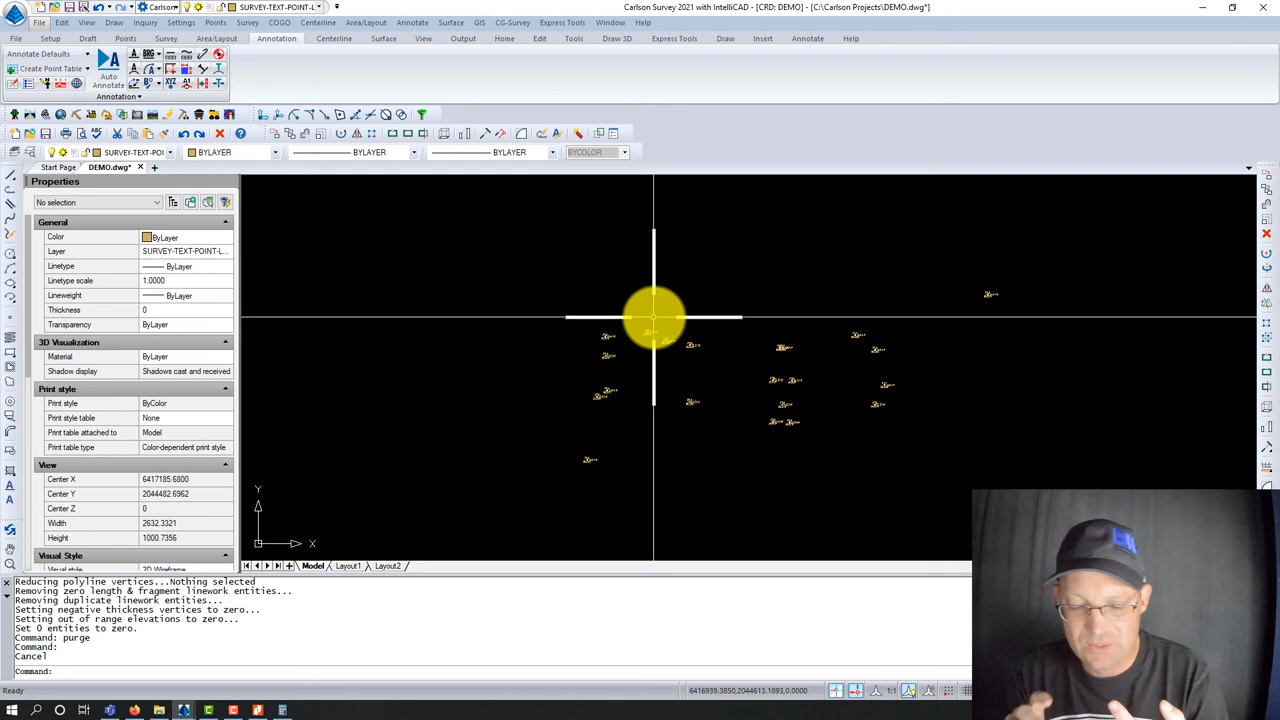 Carlson
SURVEY-TEXT-POINT-L
Carlson Survey 2021 with IntelliCAD - [CRD: DEMO] - [C:\Carlson Projects\DEMO.dwg*]
File Edit View Draw Inquiry Settings Points Survey COGO Centerline Area/Layout Annotate Surface GIS CG-Survey Express Tools Window Help
File Setup Draft Points Survey Area/Layout Annotation Centerline Surface View Output Home Edit Tools Draw 3D Express Tools Draw Insert Annotate
Annotate Defaults
Create Point Table
Auto
Annotate
Annotation
SURVEY-TEXT-POI
BYLAYER
BYLAYER
BYLAYER
BYCOLOR
Start Page
DEMO.dwg*
Properties
No selection
General
Color ByLayer
Layer SURVEY-TEXT-POINT-L...
Linetype ByLayer
Linetype scale 1.0000
Lineweight ByLayer
Thickness 0
Transparency ByLayer
3D Visualization
Material ByLayer
Shadow display Shadows cast and received
Print style
Print style ByColor
Print style table None
Print table attached to Model
Print table type Color-dependent print style
View
Center X 6417185.6800
Center Y 2044482.6962
Center Z 0
Width 2632.3321
Height 1000.7356
Visual Style
Visual style 2D Wireframe
Y
X
Model Layout1 Layout2
Reducing polyline vertices...Nothing selected
Removing zero length & fragment linework entities...
Removing duplicate linework entities...
Setting negative thickness vertices to zero...
Setting out of range elevations to zero...
Set 0 entities to zero.
Command: purge
Command:
Cancel
Command:
Ready
6416939.3850,2044613.1893,0.0000
1:1